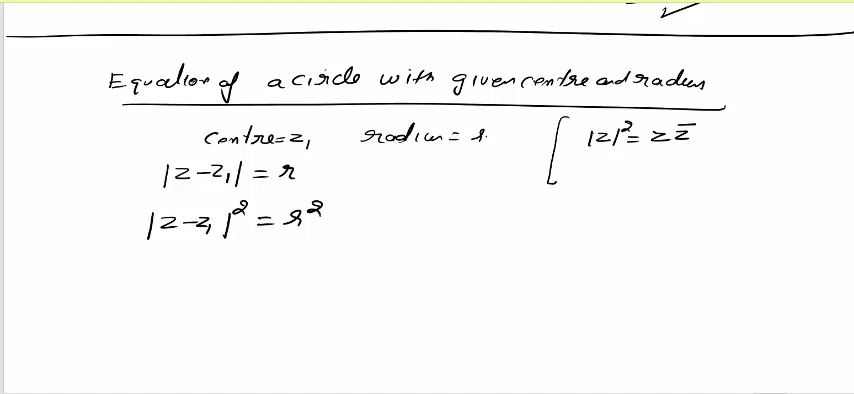 Equation of a circle with given centre and radius
Centre = z₁ radius = r [ |z|² = z z̄
|z - z₁| = r
|z - z₁|² = r²